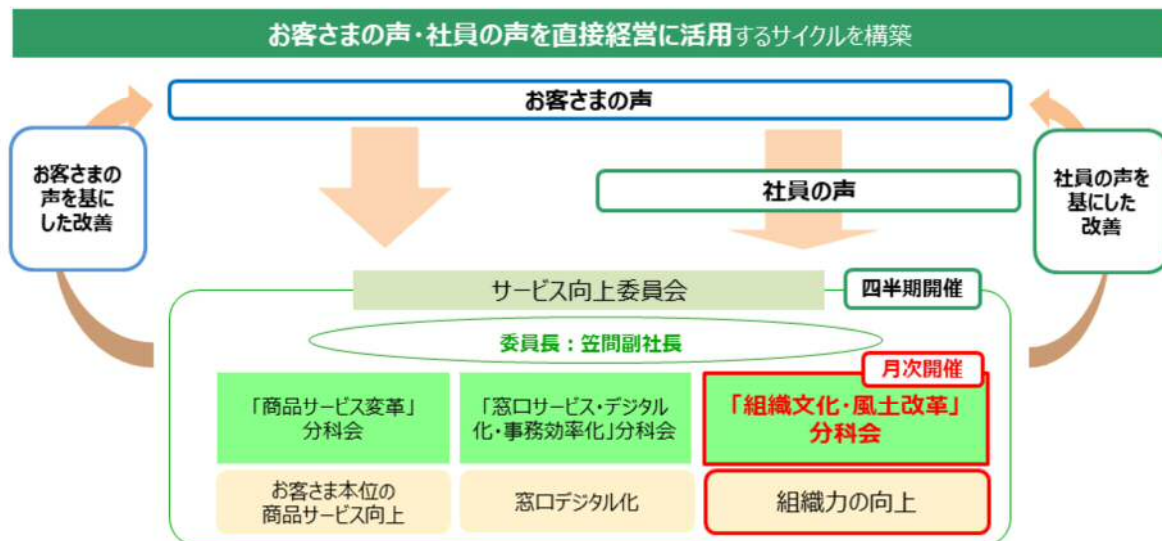 お客さまの声・社員の声を直接経営に活用するサイクルを構築
お客さまの声
お客さまの
声を基に
した改善
社員の声
社員の声を
基にした
改善
サービス向上委員会
四半期開催
委員長：笠間副社長
月次開催
「商品サービス変革」
分科会
「窓口サービス・デジタル
化・事務効率化」分科会
「組織文化・風土改革」
分科会
お客さま本位の
商品サービス向上
窓口デジタル化
組織力の向上